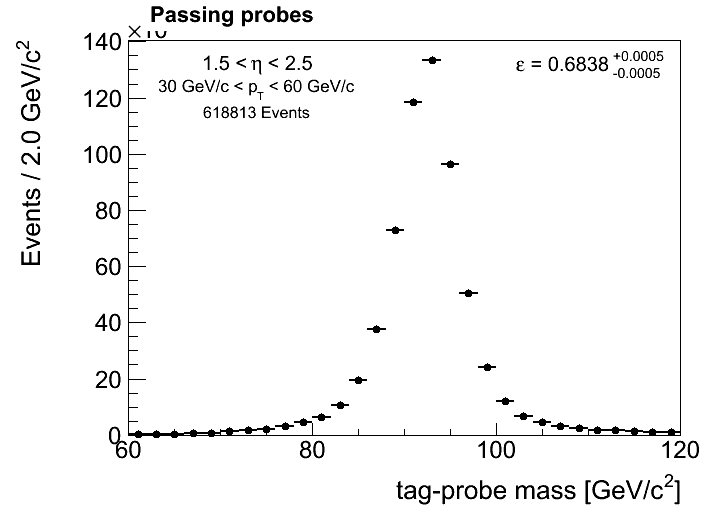 Passing probes
140
1.5 < η < 2.5
ε = 0.6838 +0.0005 -0.0005
30 GeV/c < pT < 60 GeV/c
618813 Events
120
100
80
60
40
20
0
Events / 2.0 GeV/c²
60 80 100 120
tag-probe mass [GeV/c²]